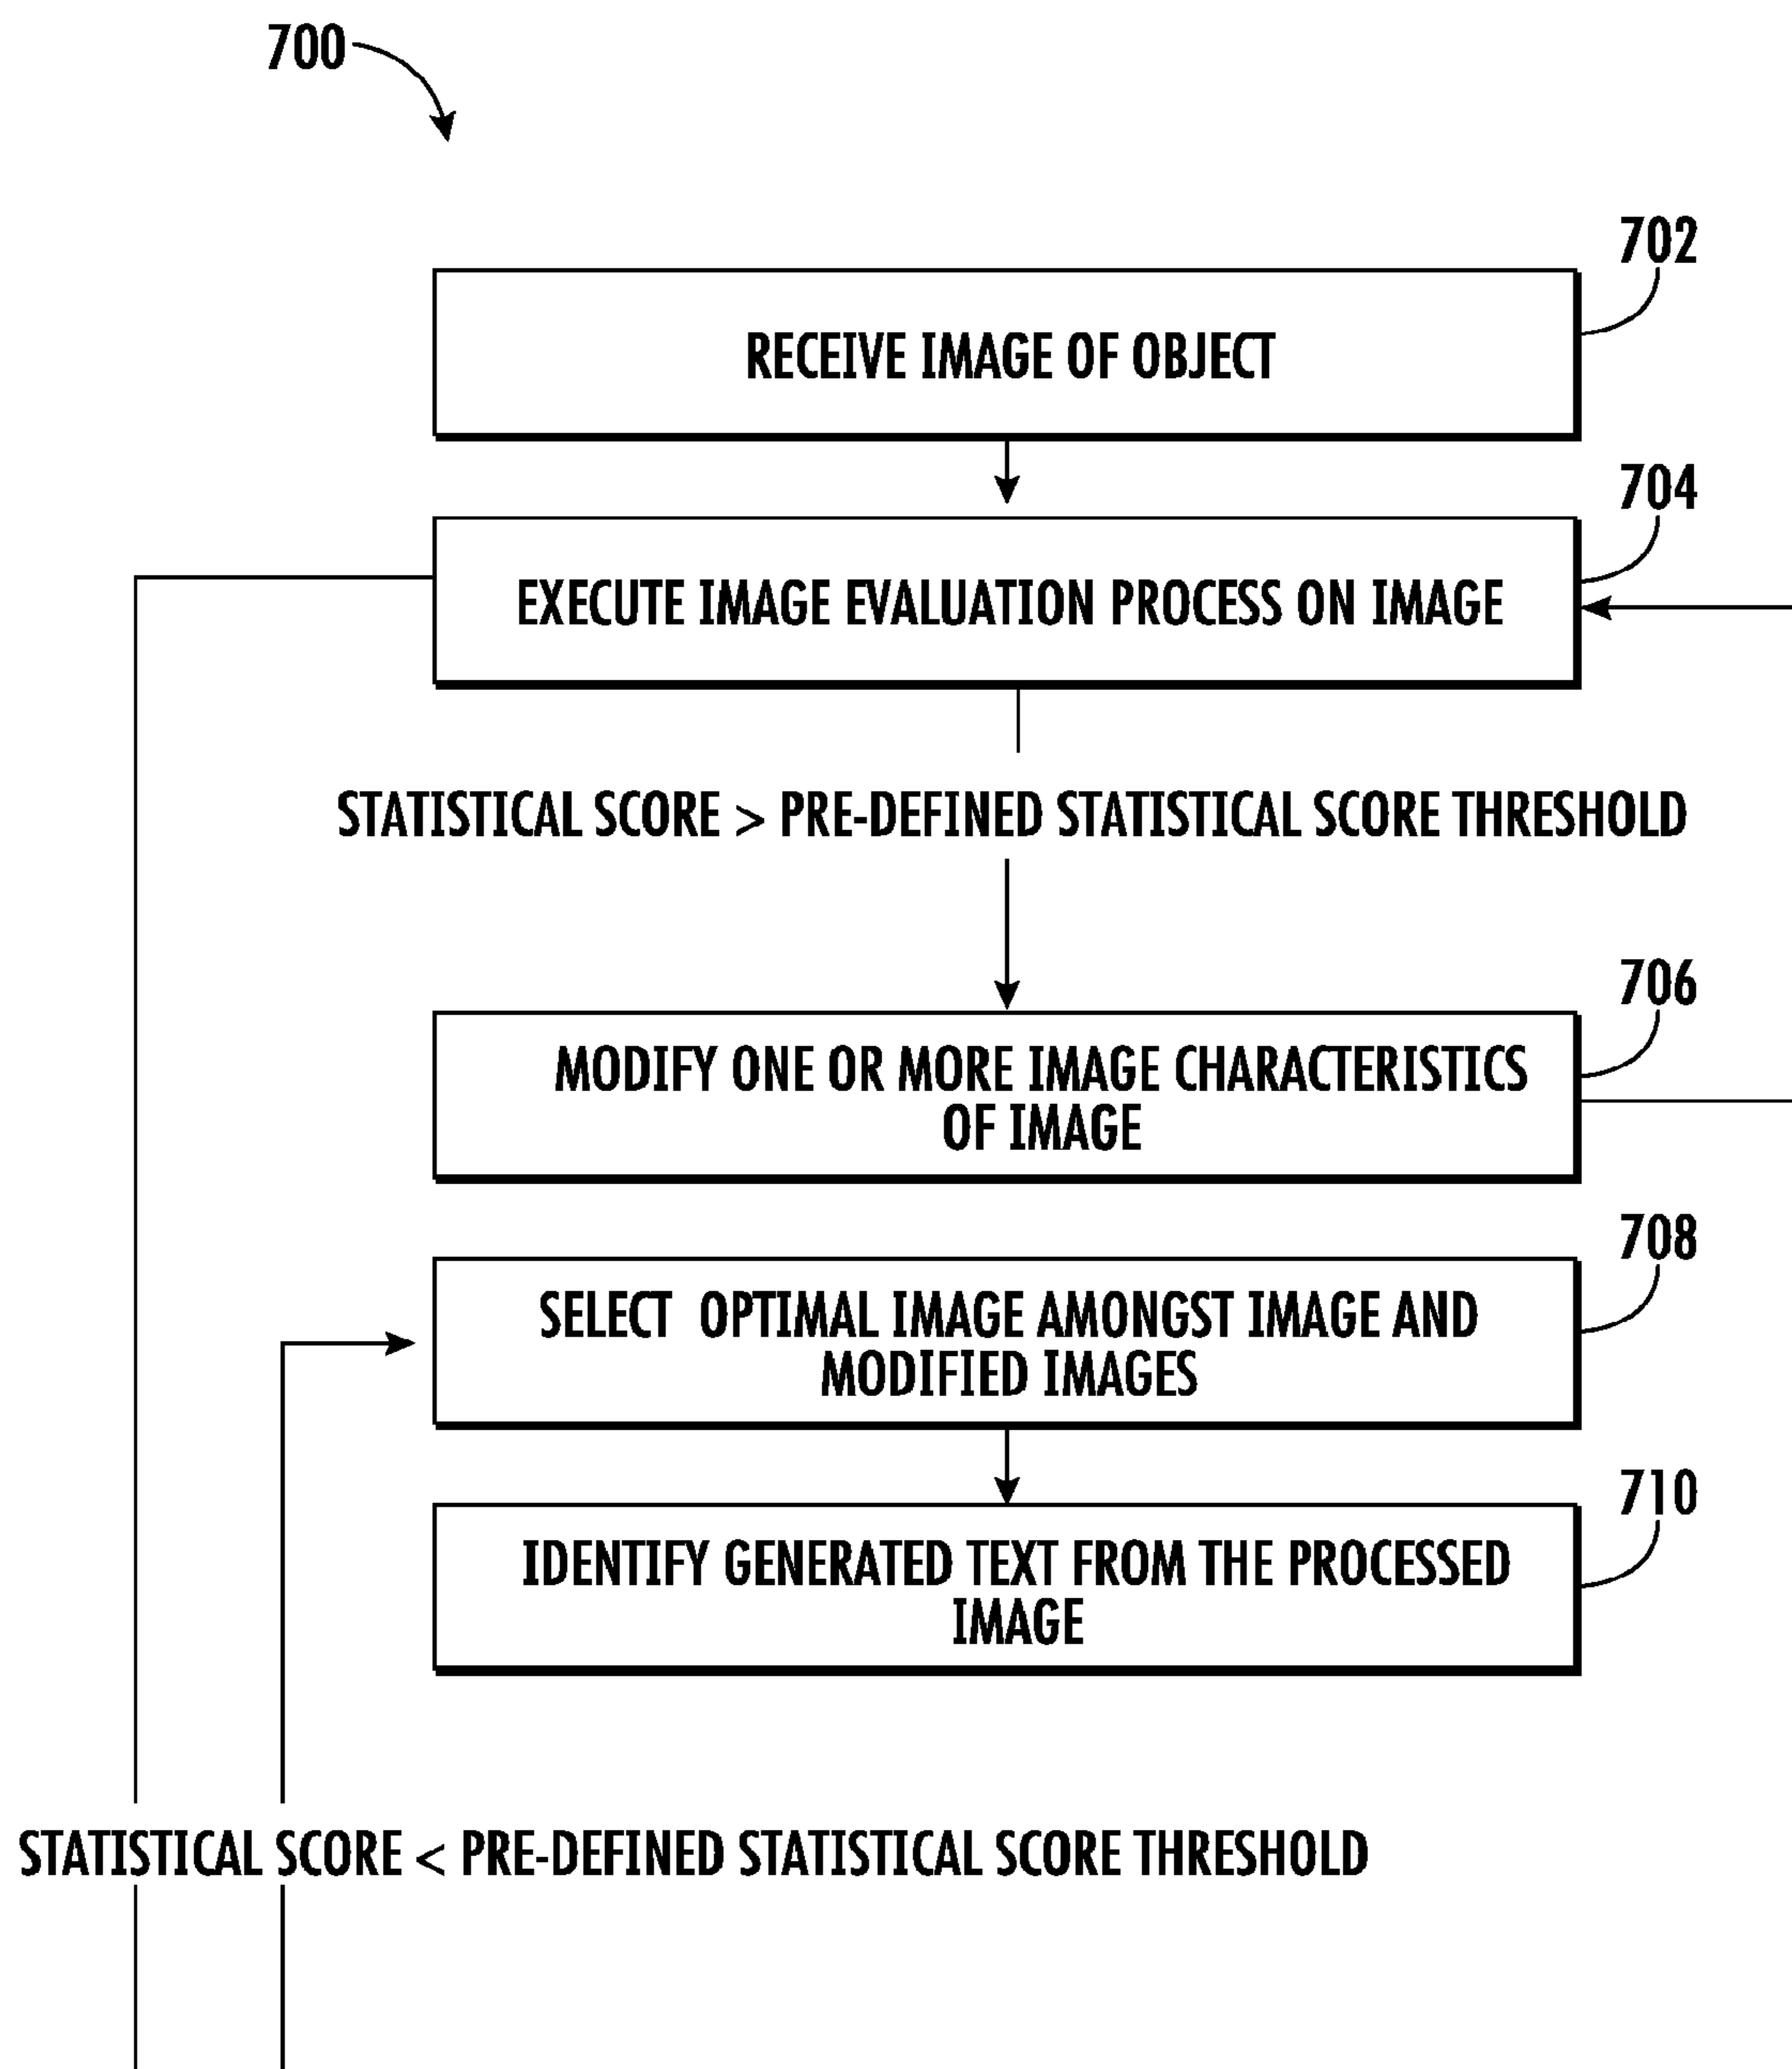 700
702
RECEIVE IMAGE OF OBJECT
704
EXECUTE IMAGE EVALUATION PROCESS ON IMAGE
STATISTICAL SCORE > PRE-DEFINED STATISTICAL SCORE THRESHOLD
706
MODIFY ONE OR MORE IMAGE CHARACTERISTICS
OF IMAGE
708
SELECT OPTIMAL IMAGE AMONGST IMAGE AND
MODIFIED IMAGES
710
IDENTIFY GENERATED TEXT FROM THE PROCESSED
IMAGE
STATISTICAL SCORE < PRE-DEFINED STATISTICAL SCORE THRESHOLD